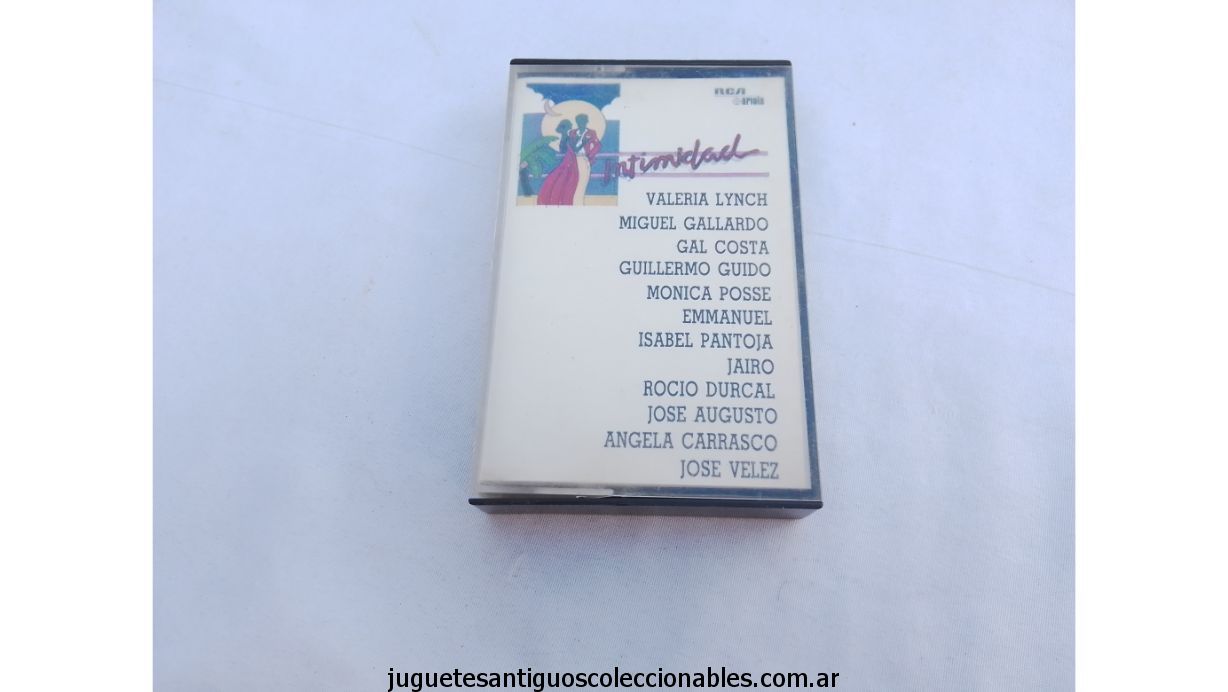 RCA
ariola
intimidad
VALERIA LYNCH
MIGUEL GALLARDO
GAL COSTA
GUILLERMO GUIDO
MONICA POSSE
EMMANUEL
ISABEL PANTOJA
JAIRO
ROCIO DURCAL
JOSE AUGUSTO
ANGELA CARRASCO
JOSE VELEZ
juguetesantiguoscoleccionables.com.ar